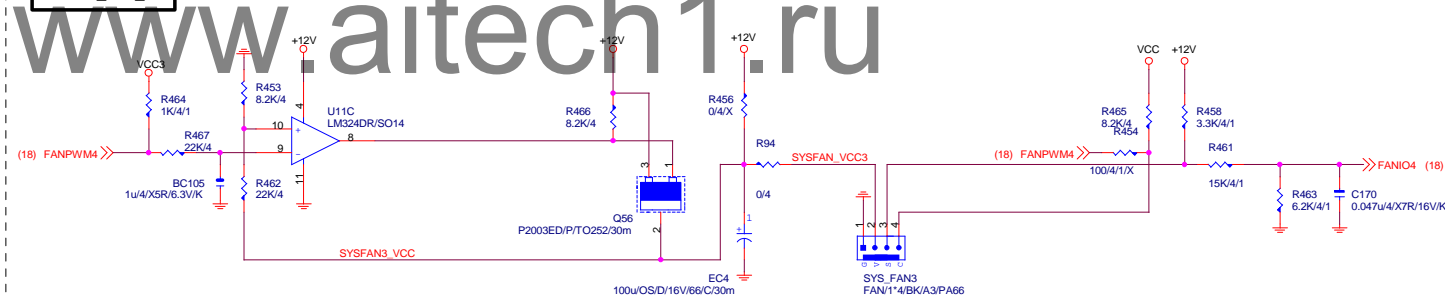 www.aitech1.ru
VCC3
R464
1K/4/1
(18) FANPWM4
R467
22K/4
BC105
1u/4/X5R/6.3V/K
R453
8.2K/4
R462
22K/4
+12V
4
10
9
8
11
+
-
U11C
LM324DR/SO14
SYSFAN3_VCC
+12V
R466
8.2K/4
3
1
2
Q56
P2003ED/P/TO252/30m
+12V
R456
0/4/X
R94
0/4
SYSFAN_VCC3
+
1
EC4
100u/OS/D/16V/66/C/30m
1
2
3
4
G
V
S
C
SYS_FAN3
FAN/1*4/BK/A3/PA66
VCC
+12V
R465
8.2K/4
R454
(18) FANPWM4
100/4/1/X
R458
3.3K/4/1
R461
15K/4/1
R463
6.2K/4/1
C170
0.047u/4/X7R/16V/K
FANIO4 (18)